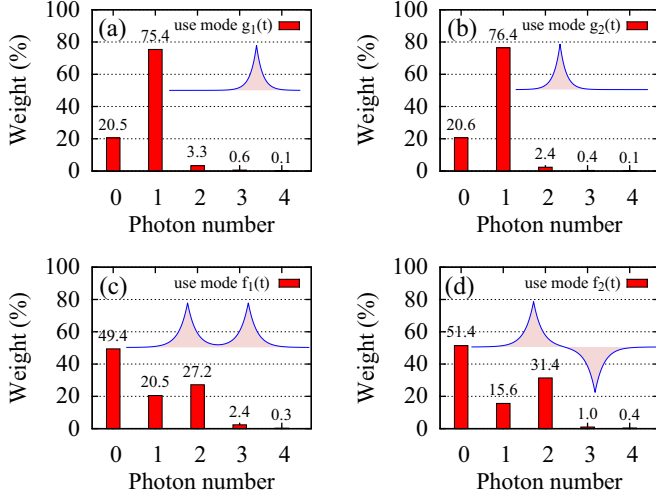 (a) use mode g1(t)
Weight (%)
100
80
60
40
20
0
20.5 75.4 3.3 0.6 0.1
0 1 2 3 4
Photon number
(b) use mode g2(t)
Weight (%)
100
80
60
40
20
0
20.6 76.4 2.4 0.4 0.1
0 1 2 3 4
Photon number
(c) use mode f1(t)
Weight (%)
100
80
60
40
20
0
49.4 20.5 27.2 2.4 0.3
0 1 2 3 4
Photon number
(d) use mode f2(t)
Weight (%)
100
80
60
40
20
0
51.4 15.6 31.4 1.0 0.4
0 1 2 3 4
Photon number